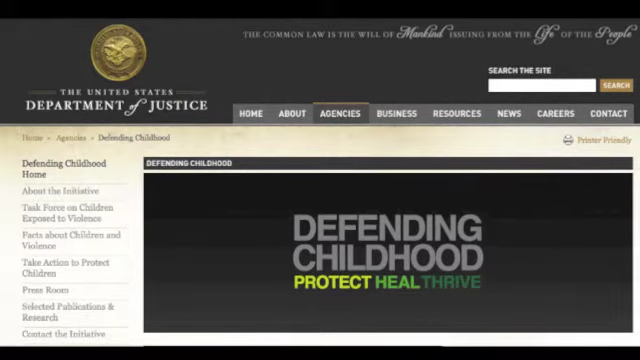 THE COMMON LAW IS THE WILL OF Mankind ISSUING FROM THE Life OF THE People
THE UNITED STATES
DEPARTMENT of JUSTICE
SEARCH THE SITE
SEARCH
HOME ABOUT AGENCIES BUSINESS RESOURCES NEWS CAREERS CONTACT
Home » Agencies » Defending Childhood
Printer Friendly
Defending Childhood
Home
About the Initiative
Task Force on Children
Exposed to Violence
Facts about Children and
Violence
Take Action to Protect
Children
Press Room
Selected Publications &
Research
Contact the Initiative
DEFENDING CHILDHOOD
DEFENDING
CHILDHOOD
PROTECT HEAL THRIVE